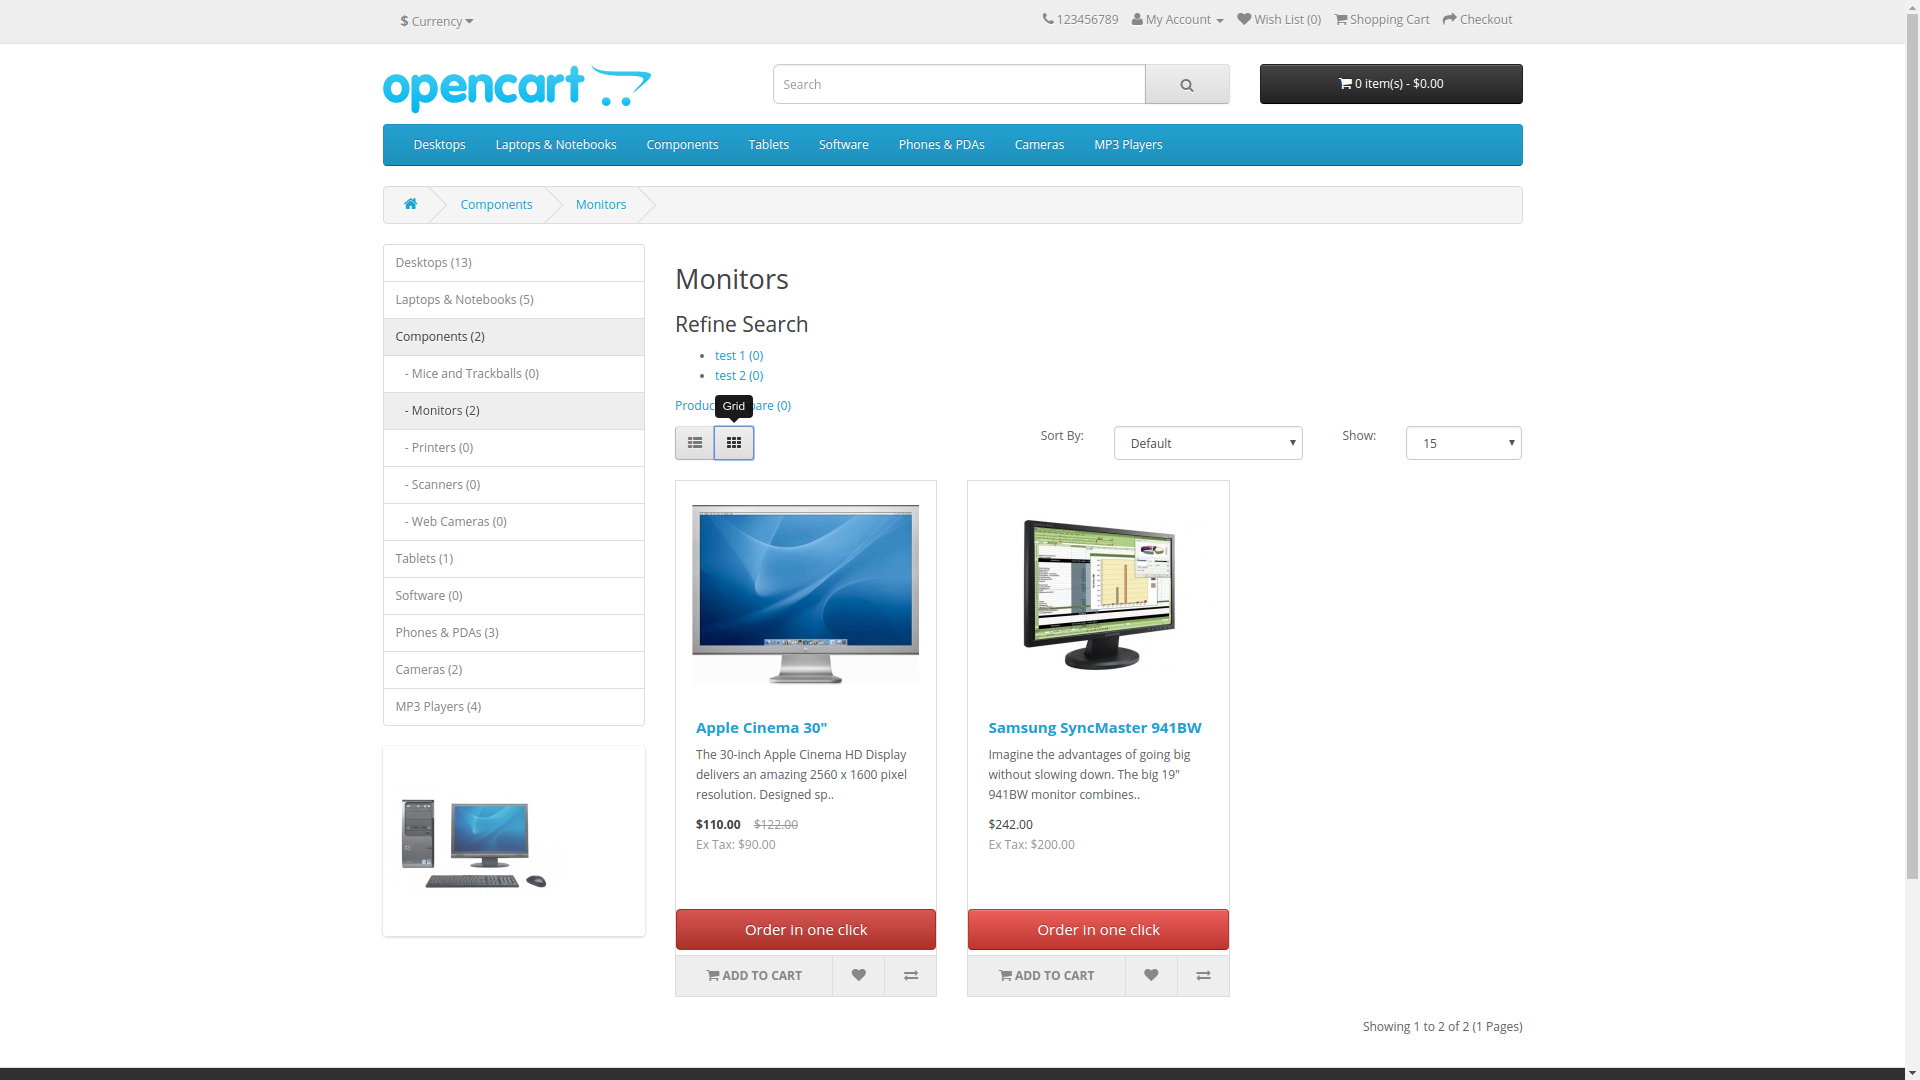 $ Currency
123456789 My Account Wish List (0) Shopping Cart Checkout
opencart
Search
0 item(s) - $0.00
Desktops Laptops & Notebooks Components Tablets Software Phones & PDAs Cameras MP3 Players
Components Monitors
Desktops (13)
Laptops & Notebooks (5)
Components (2)
- Mice and Trackballs (0)
- Monitors (2)
- Printers (0)
- Scanners (0)
- Web Cameras (0)
Tablets (1)
Software (0)
Phones & PDAs (3)
Cameras (2)
MP3 Players (4)
Monitors
Refine Search
test 1 (0)
test 2 (0)
Grid
Sort By: Default Show: 15
Apple Cinema 30"
The 30-inch Apple Cinema HD Display
delivers an amazing 2560 x 1600 pixel
resolution. Designed sp..
$110.00 $122.00
Ex Tax: $90.00
Order in one click
ADD TO CART
Samsung SyncMaster 941BW
Imagine the advantages of going big
without slowing down. The big 19"
941BW monitor combines..
$242.00
Ex Tax: $200.00
Order in one click
ADD TO CART
Showing 1 to 2 of 2 (1 Pages)